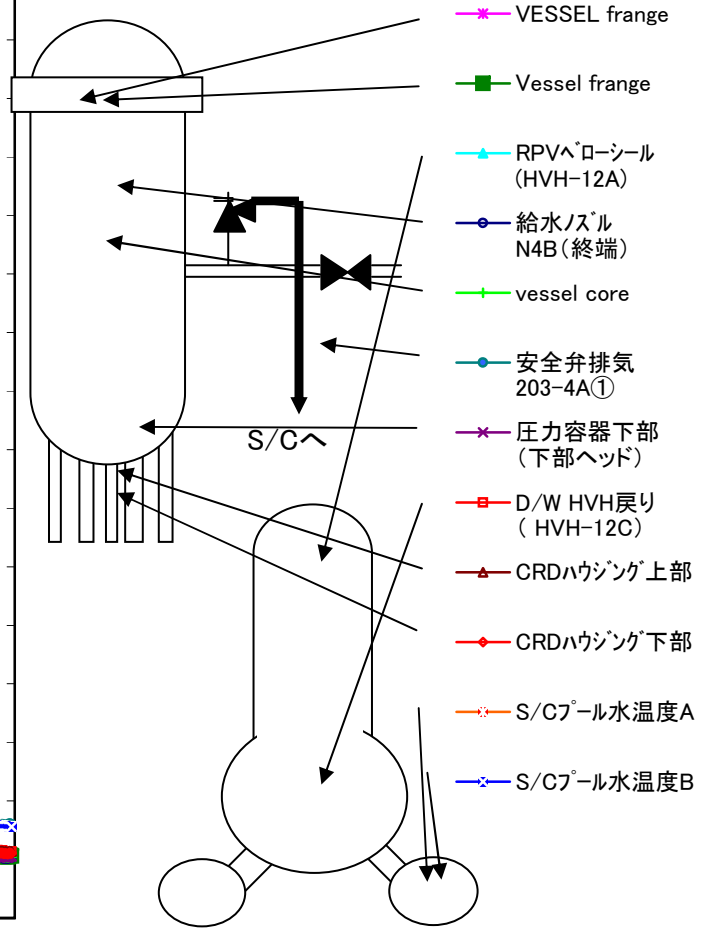 VESSEL frange
Vessel frange
RPVﾍﾞﾛｰｼｰﾙ
(HVH-12A)
給水ﾉｽﾞﾙ
N4B(終端)
vessel core
安全弁排気
203-4A①
圧力容器下部
(下部ヘッド)
D/W HVH戻り
( HVH-12C)
CRDﾊｳｼﾞﾝｸﾞ上部
CRDﾊｳｼﾞﾝｸﾞ下部
S/Cﾌﾟｰﾙ水温度A
S/Cﾌﾟｰﾙ水温度B
S/Cへ